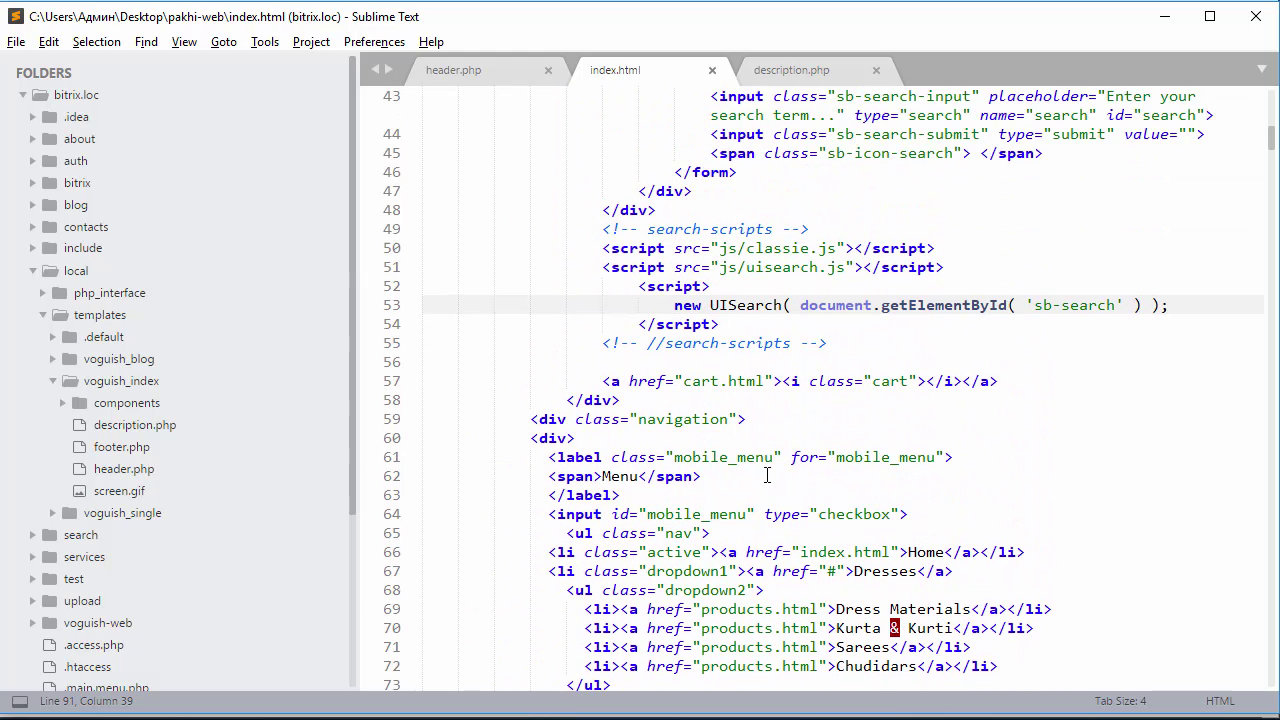 C:\Users\Админ\Desktop\pakhi-web\index.html (bitrix.loc) - Sublime Text
File Edit Selection Find View Goto Tools Project Preferences Help
FOLDERS
bitrix.loc
.idea
about
auth
bitrix
blog
contacts
include
local
php_interface
templates
.default
voguish_blog
voguish_index
components
description.php
footer.php
header.php
screen.gif
voguish_single
search
services
test
upload
voguish-web
.access.php
.htaccess
.main.menu.php
header.php index.html description.php
43 <input class="sb-search-input" placeholder="Enter your
search term..." type="search" name="search" id="search">
44 <input class="sb-search-submit" type="submit" value="">
45 <span class="sb-icon-search"> </span>
46 </form>
47 </div>
48 </div>
49 <!-- search-scripts -->
50 <script src="js/classie.js"></script>
51 <script src="js/uisearch.js"></script>
52 <script>
53 new UISearch( document.getElementById( 'sb-search' ) );
54 </script>
55 <!-- //search-scripts -->
56
57 <a href="cart.html"><i class="cart"></i></a>
58 </div>
59 <div class="navigation">
60 <div>
61 <label class="mobile_menu" for="mobile_menu">
62 <span>Menu</span>
63 </label>
64 <input id="mobile_menu" type="checkbox">
65 <ul class="nav">
66 <li class="active"><a href="index.html">Home</a></li>
67 <li class="dropdown1"><a href="#">Dresses</a>
68 <ul class="dropdown2">
69 <li><a href="products.html">Dress Materials</a></li>
70 <li><a href="products.html">Kurta & Kurti</a></li>
71 <li><a href="products.html">Sarees</a></li>
72 <li><a href="products.html">Chudidars</a></li>
73 </ul>
Line 91, Column 39
Tab Size: 4
HTML